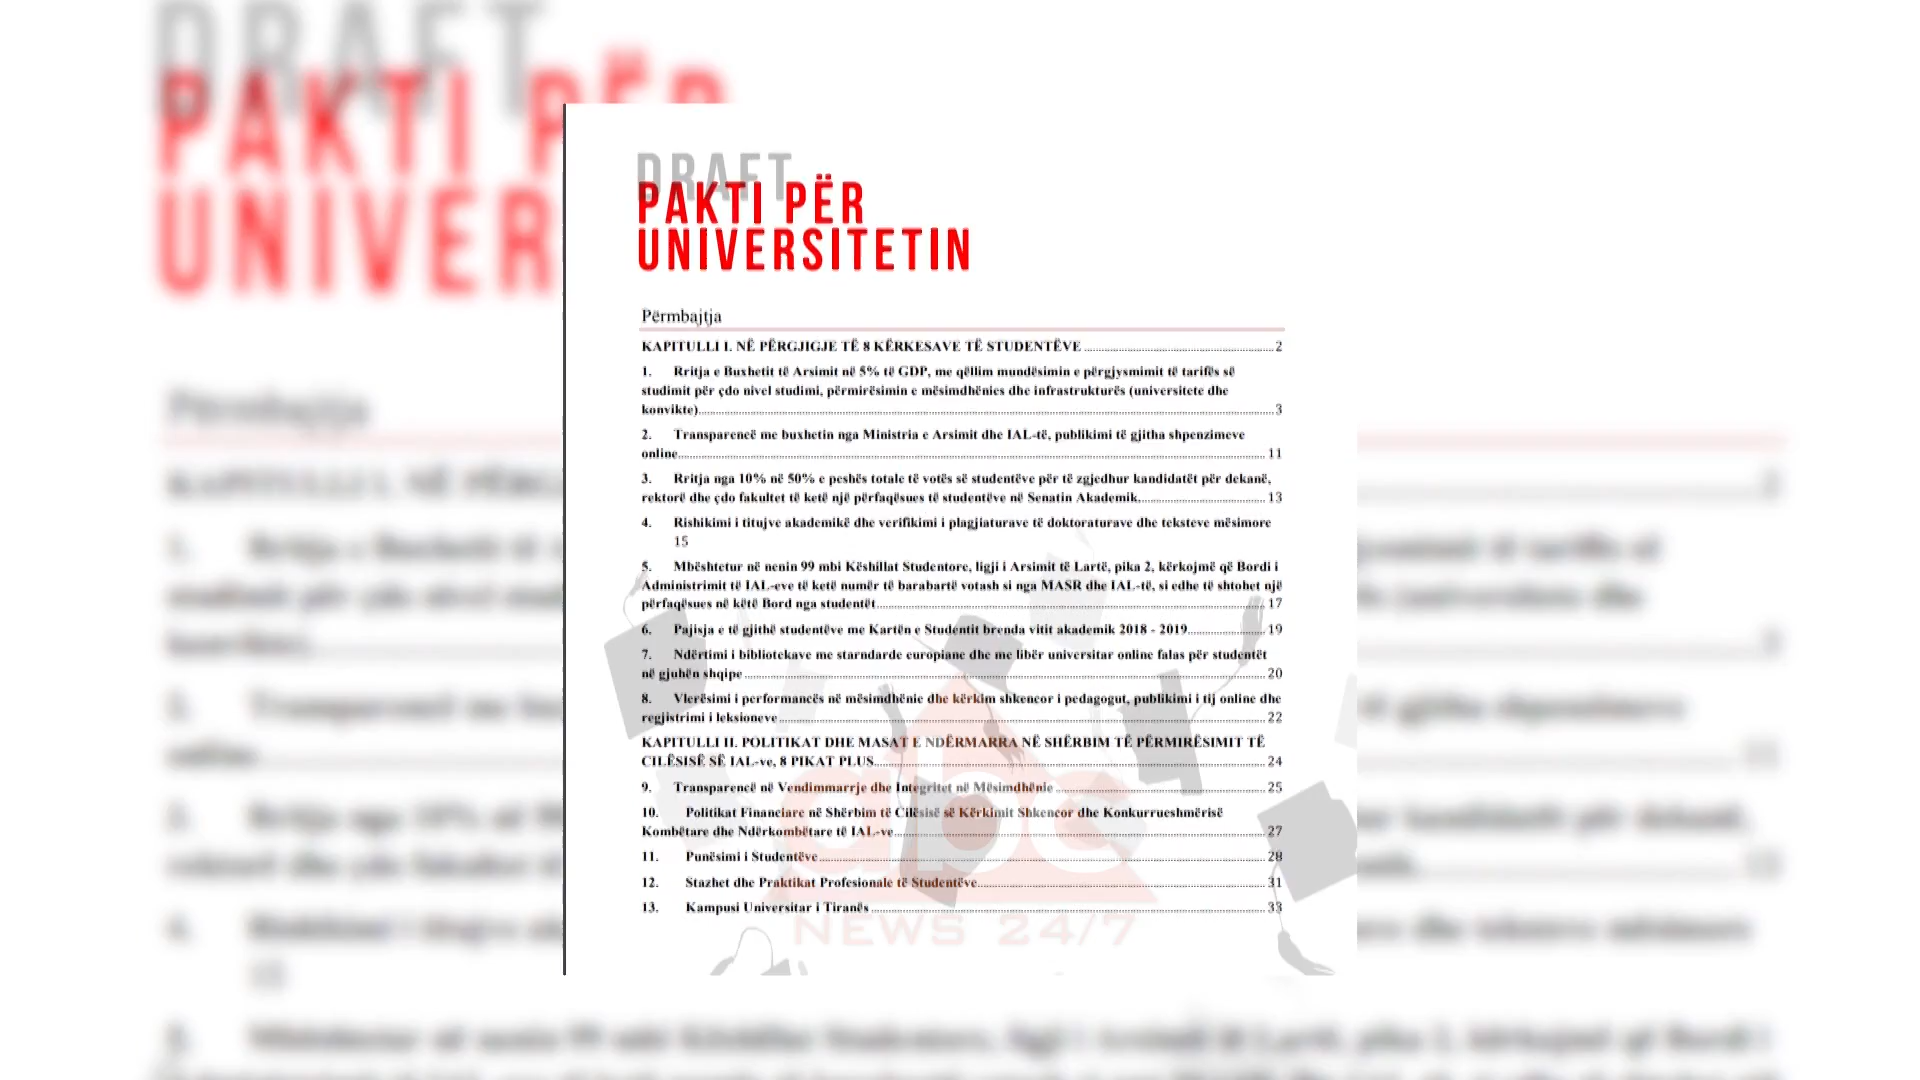 DRAFT
PAKTI PËR
UNIVERSITETIN
Përmbajtja
KAPITULLI I. NË PËRGJIGJE TË 8 KËRKESAVE TË STUDENTËVE 2
1. Rritja e Buxhetit të Arsimit në 5% të GDP, me qëllim mundësimin e përgjysmimit të tarifës së
studimit për çdo nivel studimi, përmirësimin e mësimdhënies dhe infrastrukturës (universitete dhe
konvikte) 3
2. Transparencë me buxhetin nga Ministria e Arsimit dhe IAL-të, publikimi të gjitha shpenzimeve
online 11
3. Rritja nga 10% në 50% e peshës totale të votës së studentëve për të zgjedhur kandidatët për dekanë,
rektorë dhe çdo fakultet të ketë një përfaqësues të studentëve në Senatin Akademik. 13
4. Rishikimi i titujve akademikë dhe verifikimi i plagjiaturave të doktoraturave dhe teksteve mësimore
15
5. Mbështetur në nenin 99 mbi Këshillat Studentore, ligji i Arsimit të Lartë, pika 2, kërkojmë që Bordi i
Administrimit të IAL-eve të ketë numër të barabartë votash si nga MASR dhe IAL-të, si edhe të shtohet një
përfaqësues në këtë Bord nga studentët 17
6. Pajisja e të gjithë studentëve me Kartën e Studentit brenda vitit akademik 2018 - 2019 19
7. Ndërtimi i bibliotekave me starndarde europiane dhe me libër universitar online falas për studentët
në gjuhën shqipe 20
8. Vlerësimi i performancës në mësimdhënie dhe kërkim shkencor i pedagogut, publikimi i tij online dhe
regjistrimi i leksioneve 22
KAPITULLI II. POLITIKAT DHE MASAT E NDËRMARRA NË SHËRBIM TË PËRMIRËSIMIT TË
CILËSISË SË IAL-ve, 8 PIKAT PLUS 24
9. Transparencë në Vendimmarrje dhe Integritet në Mësimdhënie 25
10. Politikat Financiare në Shërbim të Cilësisë së Kërkimit Shkencor dhe Konkurrueshmërisë
Kombëtare dhe Ndërkombëtare të IAL-ve 27
11. Punësimi i Studentëve 28
12. Stazhet dhe Praktikat Profesionale të Studentëve 31
13. Kampusi Universitar i Tiranës 33
abc
NEWS 24/7